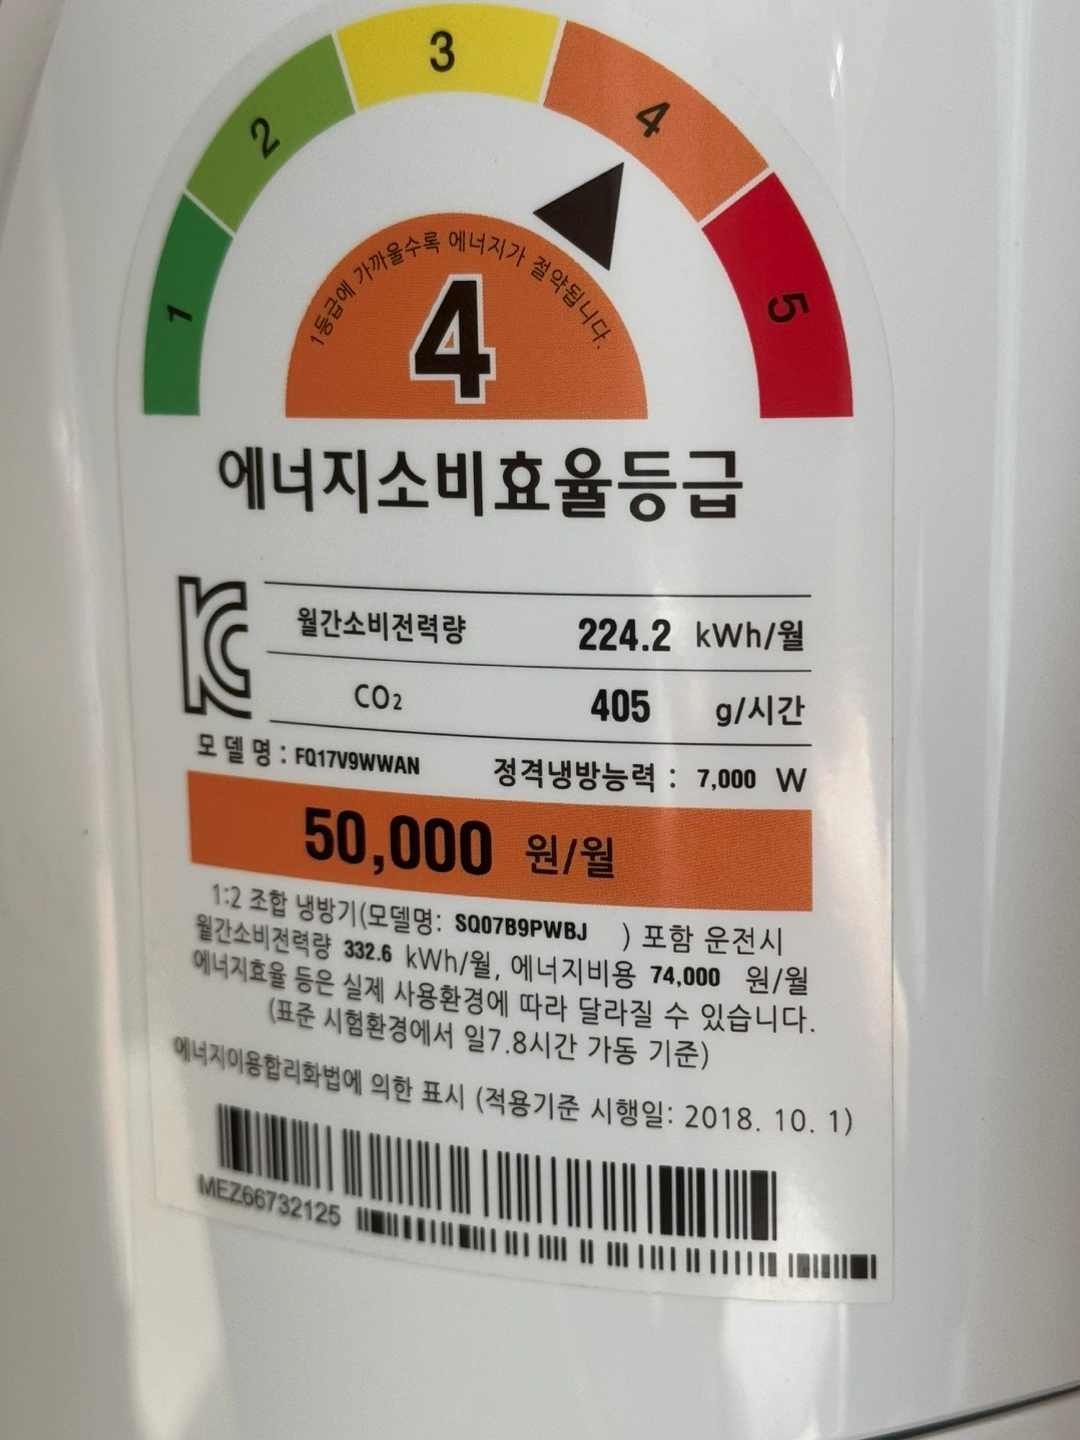 1
2
3
4
5
1등급에 가까울수록 에너지가 절약됩니다.
4
에너지소비효율등급
월간소비전력량 224.2 kWh/월
CO₂ 405 g/시간
모델명 : FQ17V9WWAN 정격냉방능력 : 7,000 W
50,000 원/월
1:2 조합 냉방기(모델명: SQ07B9PWBJ ) 포함 운전시
월간소비전력량 332.6 kWh/월, 에너지비용 74,000 원/월
에너지효율 등은 실제 사용환경에 따라 달라질 수 있습니다.
(표준 시험환경에서 일7.8시간 가동 기준)
에너지이용합리화법에 의한 표시 (적용기준 시행일: 2018. 10. 1)
MEZ66732125